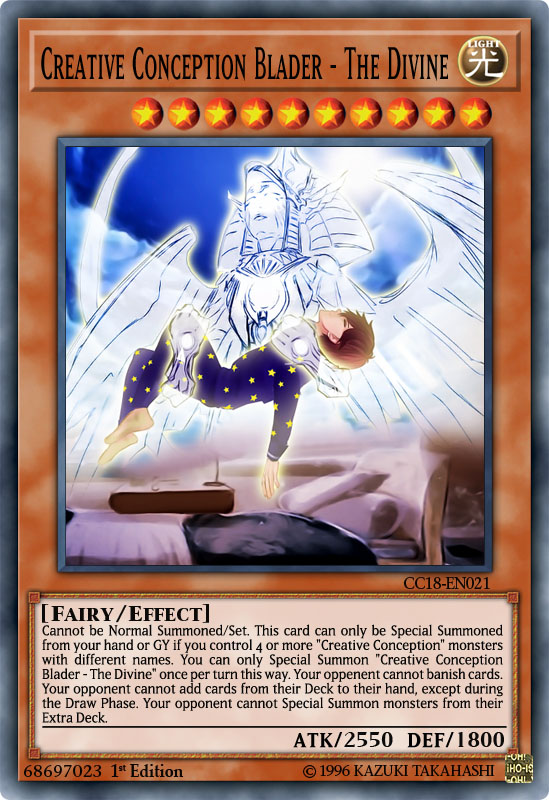 CREATIVE CONCEPTION BLADER - THE DIVINE
LIGHT
光
CC18-EN021
[FAIRY/EFFECT]
Cannot be Normal Summoned/Set. This card can only be Special Summoned
from your hand or GY if you control 4 or more "Creative Conception" monsters
with different names. You can only Special Summon "Creative Conception
Blader - The Divine" once per turn this way. Your opponent cannot banish cards.
Your opponent cannot add cards from their Deck to their hand, except during
the Draw Phase. Your opponent cannot Special Summon monsters from their
Extra Deck.
ATK/2550 DEF/1800
68697023 1st Edition
© 1996 KAZUKI TAKAHASHI